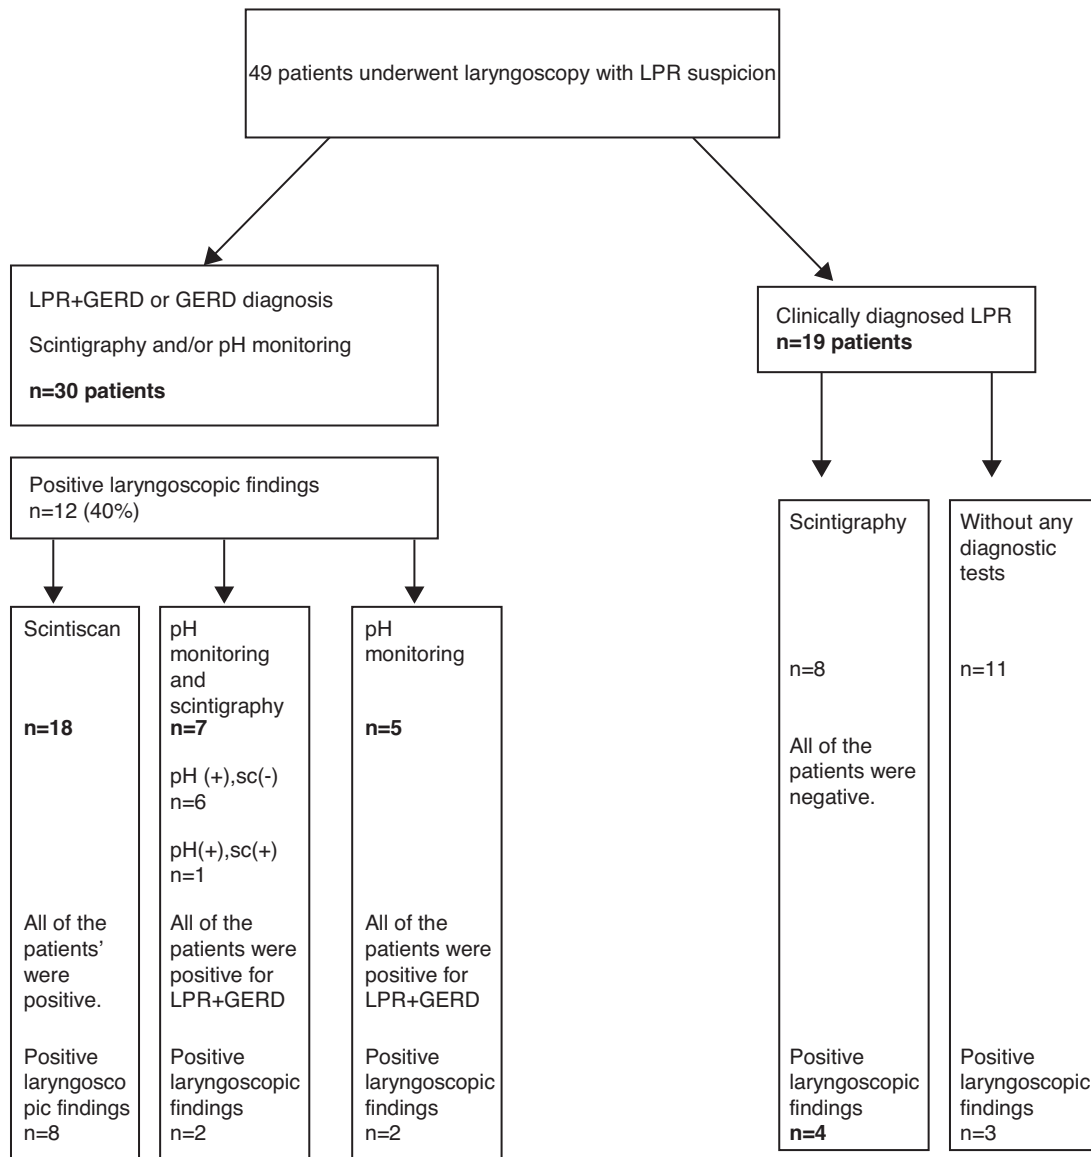 49 patients underwent laryngoscopy with LPR suspicion
LPR+GERD or GERD diagnosis
Scintigraphy and/or pH monitoring
n=30 patients
Clinically diagnosed LPR
n=19 patients
Positive laryngoscopic findings
n=12 (40%)
Scintiscan
n=18
All of the
patients’
were
positive.
Positive
laryngosco
pic findings
n=8
pH
monitoring
and
scintigraphy
n=7
pH (+),sc(-)
n=6
pH(+),sc(+)
n=1
All of the
patients were
positive for
LPR+GERD
Positive
laryngoscopic
findings
n=2
pH
monitoring
n=5
All of the
patients were
positive for
LPR+GERD
Positive
laryngoscopic
findings
n=2
Scintigraphy
n=8
All of the
patients were
negative.
Positive
laryngoscopic
findings
n=4
Without any
diagnostic
tests
n=11
Positive
laryngoscopic
findings
n=3